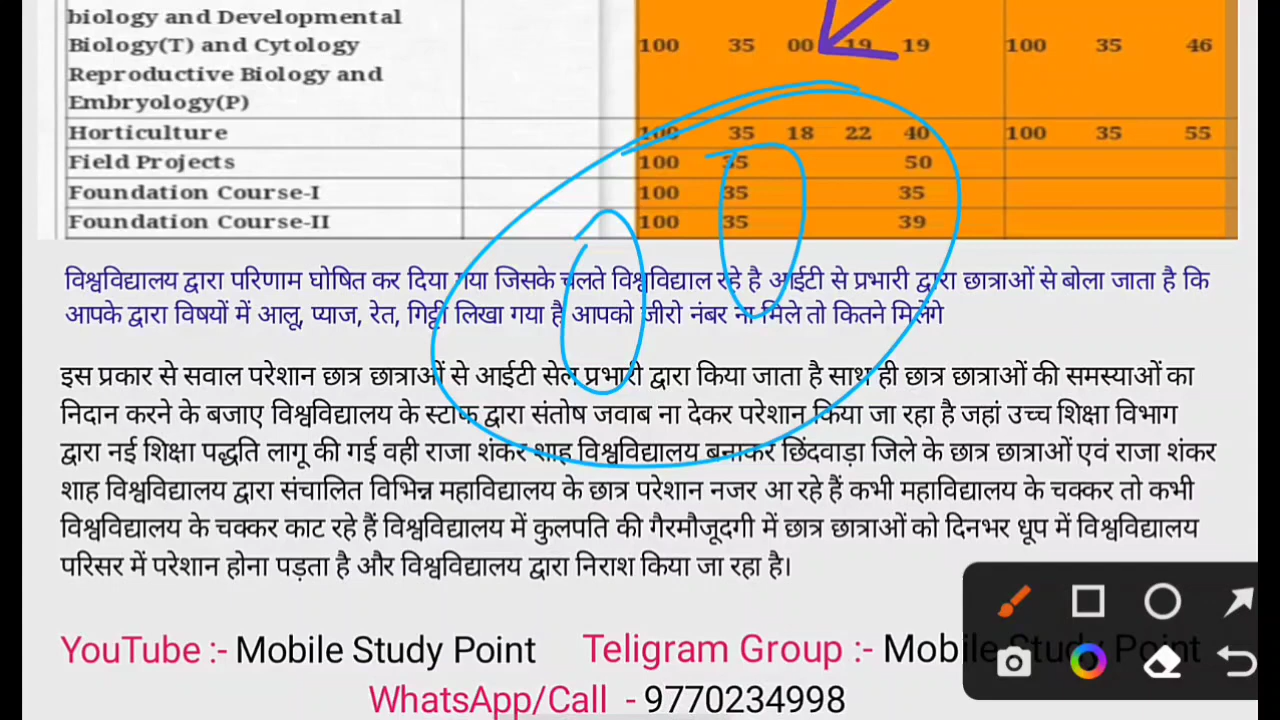 biology and Developmental
Biology(T) and Cytology 100 35 00 19 19 100 35 46
Reproductive Biology and
Embryology(P)
Horticulture 100 35 18 22 40 100 35 55
Field Projects 100 35 50
Foundation Course-I 100 35 35
Foundation Course-II 100 35 39
विश्वविद्यालय द्वारा परिणाम घोषित कर दिया गया जिसके चलते विश्वविद्याल रहे है आईटी से प्रभारी द्वारा छात्राओं से बोला जाता है कि
आपके द्वारा विषयों में आलू, प्याज, रेत, गिट्टी लिखा गया है आपको जीरो नंबर ना मिले तो कितने मिलेंगे
इस प्रकार से सवाल परेशान छात्र छात्राओं से आईटी सेल प्रभारी द्वारा किया जाता है साथ ही छात्र छात्राओं की समस्याओं का
निदान करने के बजाए विश्वविद्यालय के स्टाफ द्वारा संतोष जवाब ना देकर परेशान किया जा रहा है जहां उच्च शिक्षा विभाग
द्वारा नई शिक्षा पद्धति लागू की गई वही राजा शंकर शाह विश्वविद्यालय बनाकर छिंदवाड़ा जिले के छात्र छात्राओं एवं राजा शंकर
शाह विश्वविद्यालय द्वारा संचालित विभिन्न महाविद्यालय के छात्र परेशान नजर आ रहे हैं कभी महाविद्यालय के चक्कर तो कभी
विश्वविद्यालय के चक्कर काट रहे हैं विश्वविद्यालय में कुलपति की गैरमौजूदगी में छात्र छात्राओं को दिनभर धूप में विश्वविद्यालय
परिसर में परेशान होना पड़ता है और विश्वविद्यालय द्वारा निराश किया जा रहा है।
YouTube :- Mobile Study Point Teligram Group :- Mobile Study Point
WhatsApp/Call - 9770234998